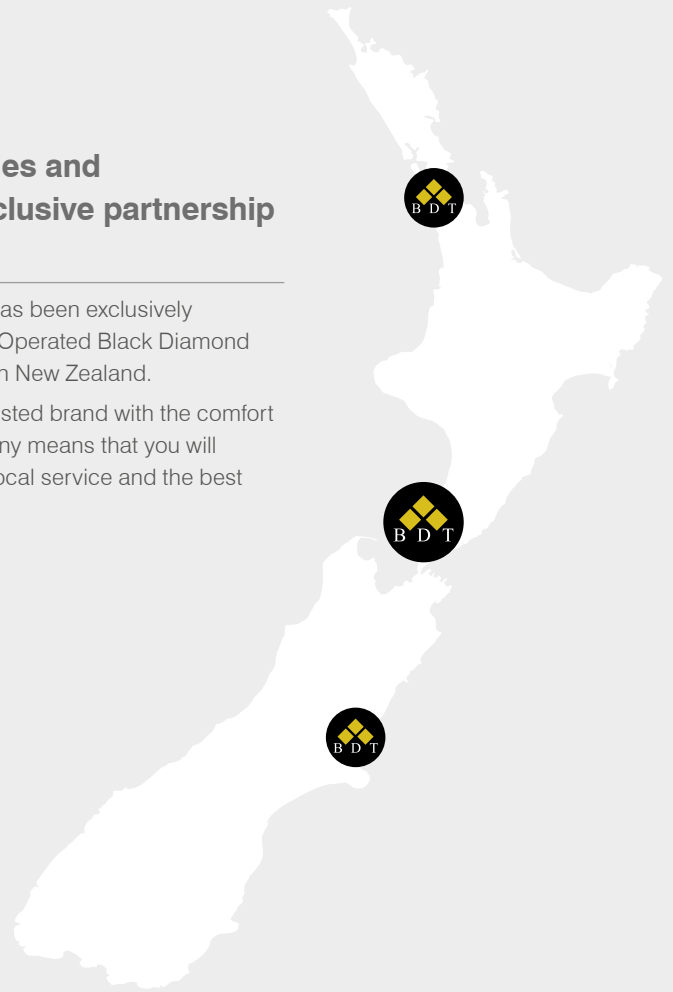 es and
clusive partnership
as been exclusively
Operated Black Diamond
n New Zealand.
sted brand with the comfort
ny means that you will
ocal service and the best
B D T
B D T
B D T